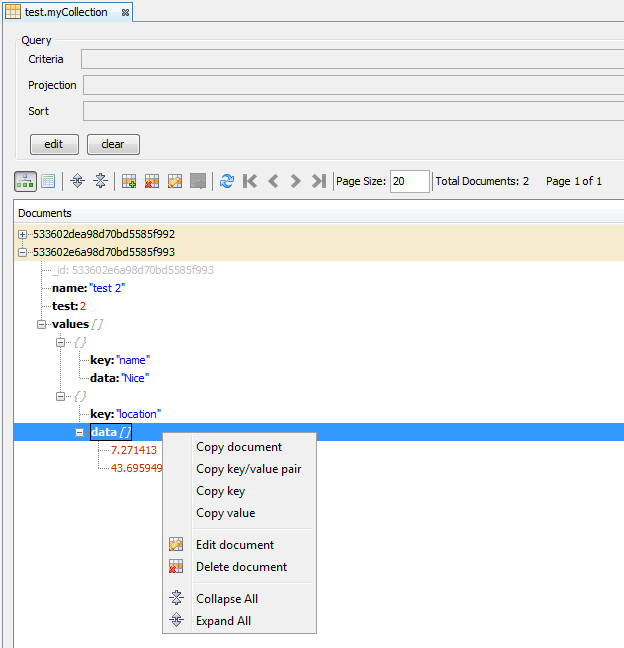 test.myCollection
Query
Criteria
Projection
Sort
edit clear
Page Size: 20 Total Documents: 2 Page 1 of 1
Documents
533602dea98d70bd5585f992
533602e6a98d70bd5585f993
_id: 533602e6a98d70bd5585f993
name: "test 2"
test: 2
values []
{}
key: "name"
data: "Nice"
{}
key: "location"
data []
7.271413
43.695949
Copy document
Copy key/value pair
Copy key
Copy value
Edit document
Delete document
Collapse All
Expand All